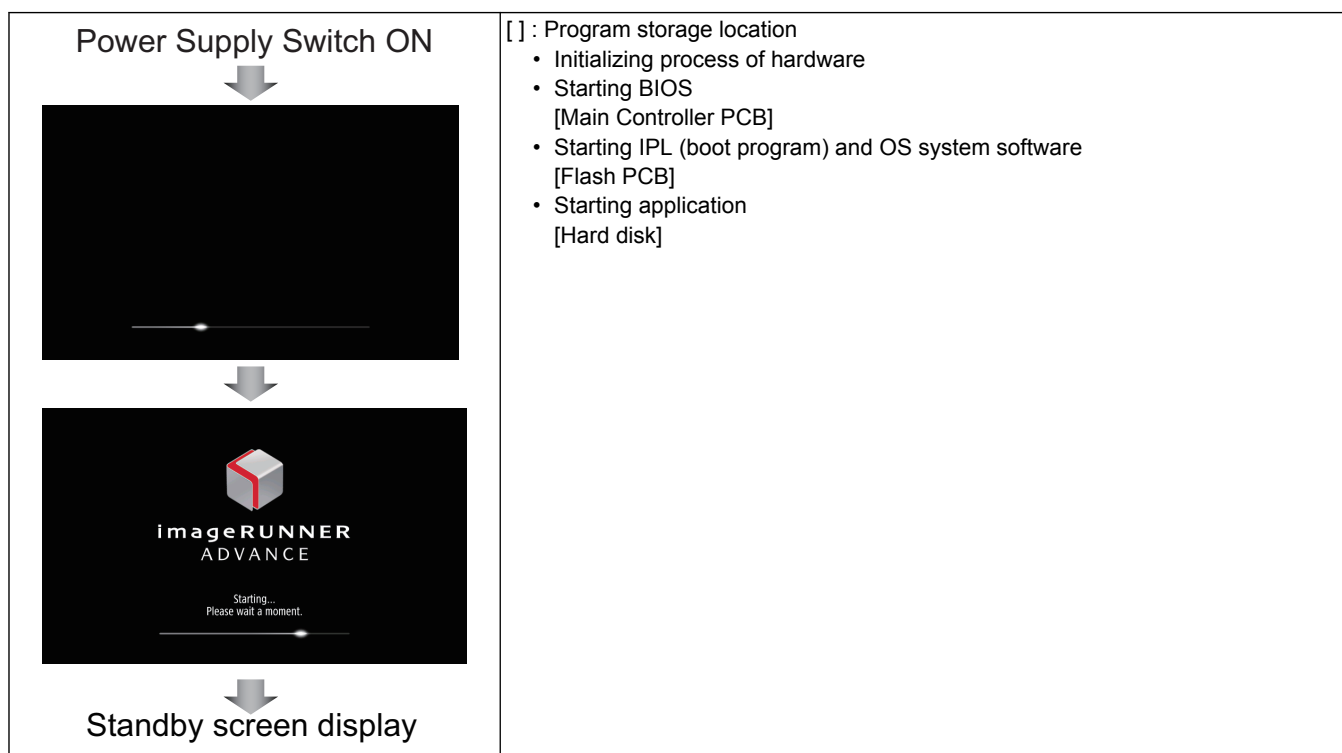 Power Supply Switch ON
imageRUNNER
ADVANCE
Starting...
Please wait a moment.
Standby screen display
[ ] : Program storage location
• Initializing process of hardware
• Starting BIOS
[Main Controller PCB]
• Starting IPL (boot program) and OS system software
[Flash PCB]
• Starting application
[Hard disk]